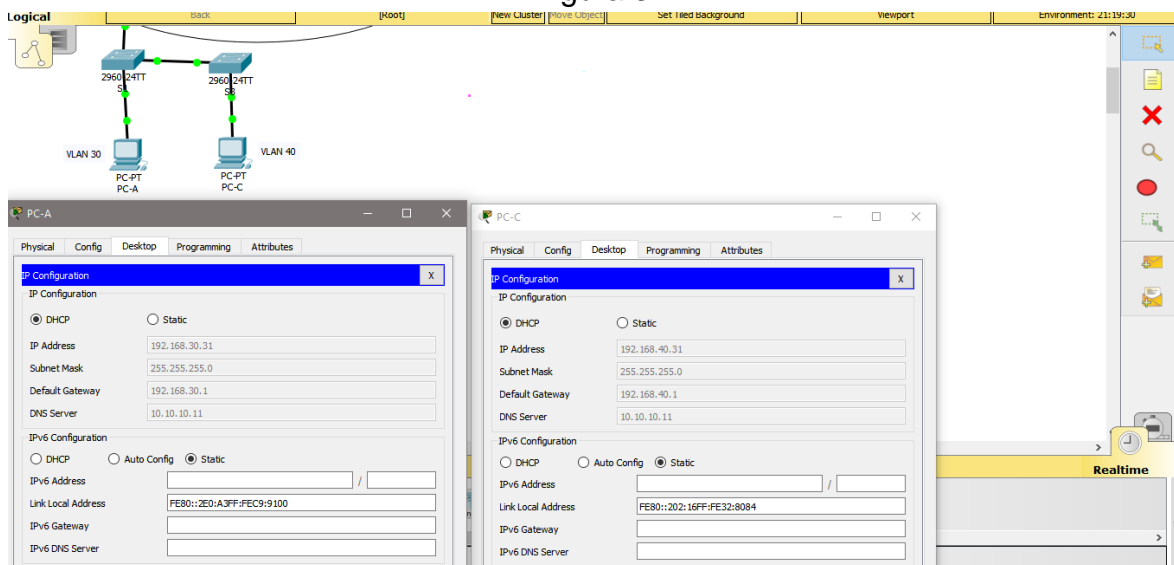 Logical
Back
[Root]
New Cluster
Move Object
Set Tiled Background
Viewport
Environment: 21:19:30
2960-24TT
2960-24TT
S3
VLAN 30
VLAN 40
PC-PT
PC-A
PC-PT
PC-C
PC-A
Physical Config Desktop Programming Attributes
IP Configuration X
IP Configuration
DHCP Static
IP Address 192.168.30.31
Subnet Mask 255.255.255.0
Default Gateway 192.168.30.1
DNS Server 10.10.10.11
IPv6 Configuration
DHCP Auto Config Static
IPv6 Address /
Link Local Address FE80::2E0:A3FF:FEC9:9100
IPv6 Gateway
IPv6 DNS Server
PC-C
Physical Config Desktop Programming Attributes
IP Configuration X
IP Configuration
DHCP Static
IP Address 192.168.40.31
Subnet Mask 255.255.255.0
Default Gateway 192.168.40.1
DNS Server 10.10.10.11
IPv6 Configuration
DHCP Auto Config Static
IPv6 Address /
Link Local Address FE80::202:16FF:FE32:8084
IPv6 Gateway
IPv6 DNS Server
Realtime